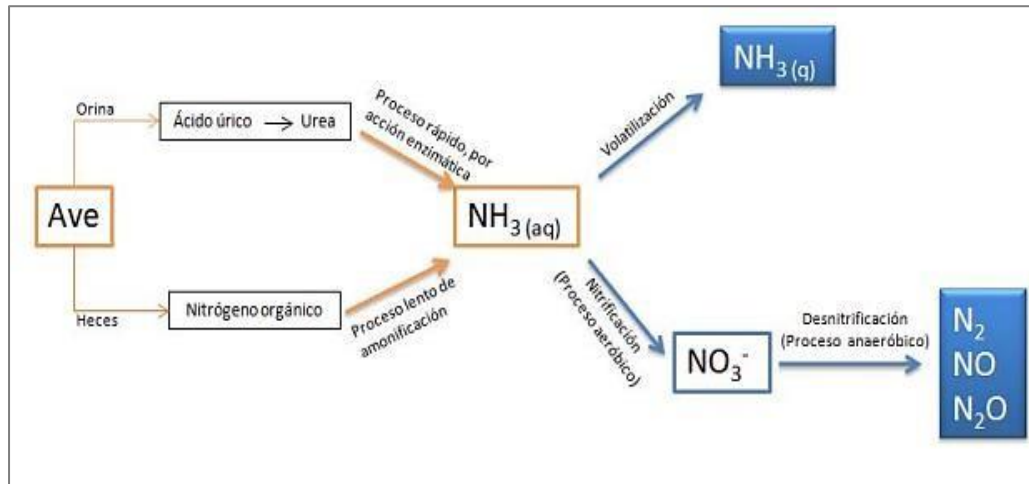 Orina
Ácido úrico → Urea
Proceso rápido, por
acción enzimática
Ave
Heces
Nitrógeno orgánico
Proceso lento de
amonificación
NH₃ (aq)
Volatilización
NH₃ (q)
Nitrificación
(Proceso aeróbico)
NO₃⁻
Desnitrificación
(Proceso anaeróbico)
N₂
NO
N₂O